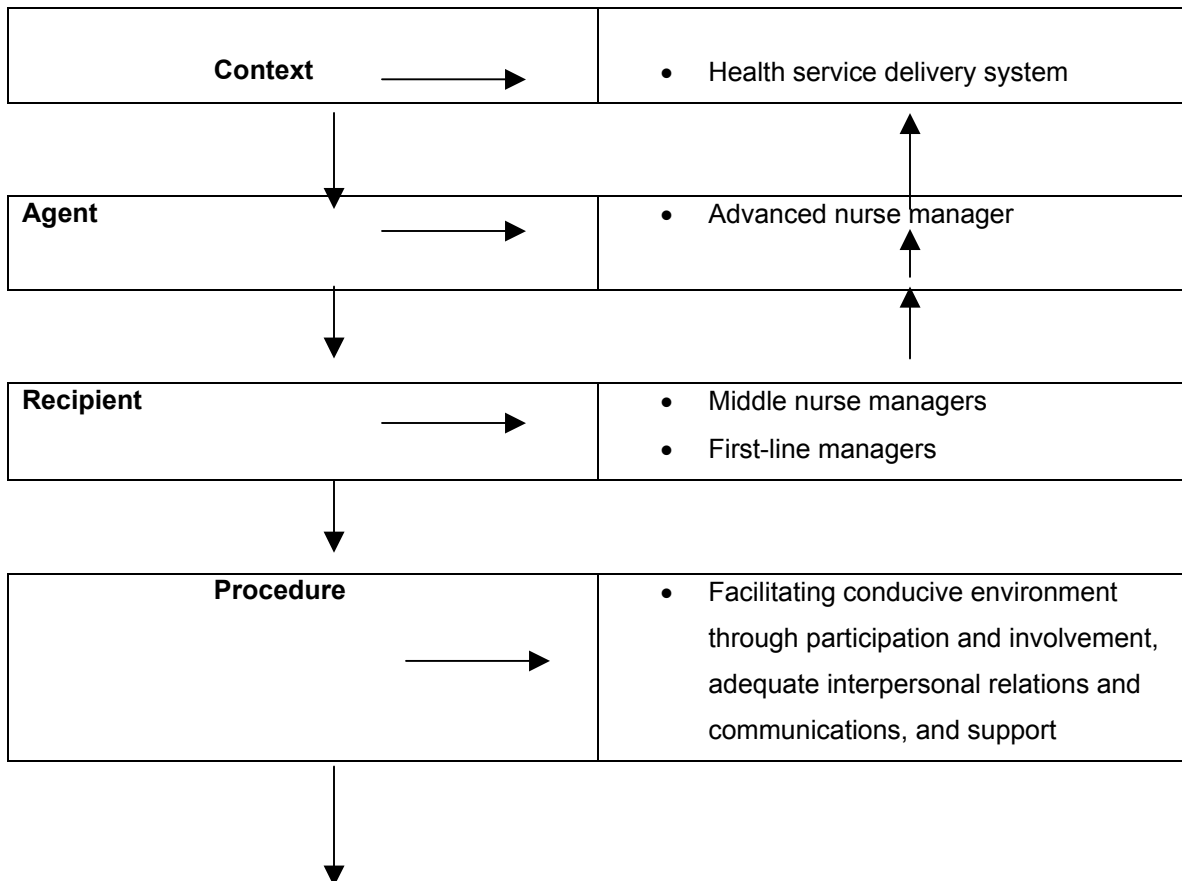 Context
• Health service delivery system
Agent
• Advanced nurse manager
Recipient
• Middle nurse managers
• First-line managers
Procedure
• Facilitating conducive environment
through participation and involvement,
adequate interpersonal relations and
communications, and support